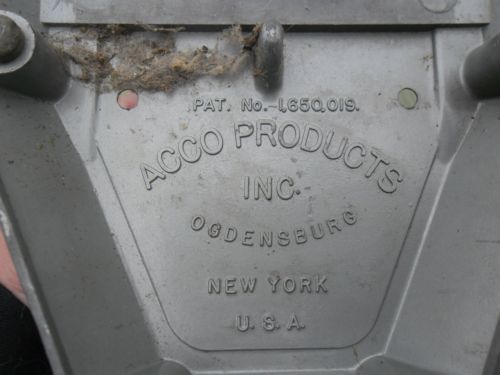 PAT. No.-1,650,019.
ACCO PRODUCTS
INC.
OGDENSBURG
NEW YORK
U.S.A.